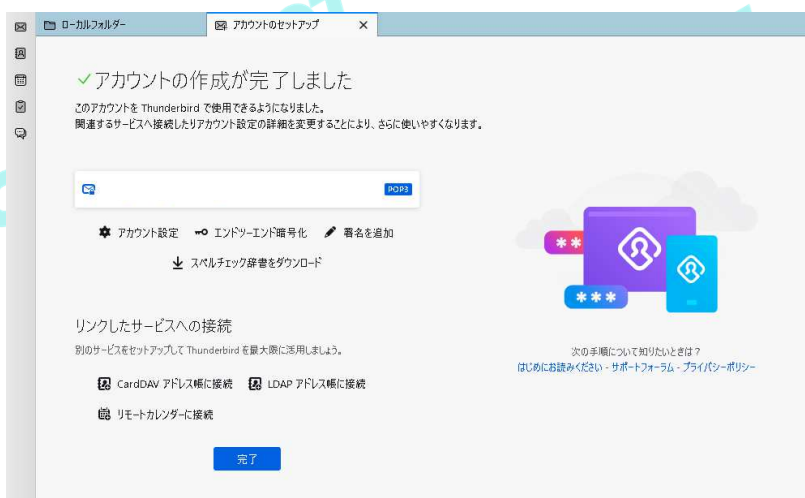 ローカルフォルダー
アカウントのセットアップ
アカウントの作成が完了しました
このアカウントを Thunderbird で使用できるようになりました。
関連するサービスへ接続したりアカウント設定の詳細を変更することにより、さらに使いやすくなります。
POP3
アカウント設定 エンドツーエンド暗号化 署名を追加
スペルチェック辞書をダウンロード
リンクしたサービスへの接続
別のサービスをセットアップして Thunderbird を最大限に活用しましょう。
CardDAV アドレス帳に接続 LDAP アドレス帳に接続
リモートカレンダーに接続
完了
**
***
次の手順について知りたいときは？
はじめにお読みください - サポートフォーラム - プライバシーポリシー